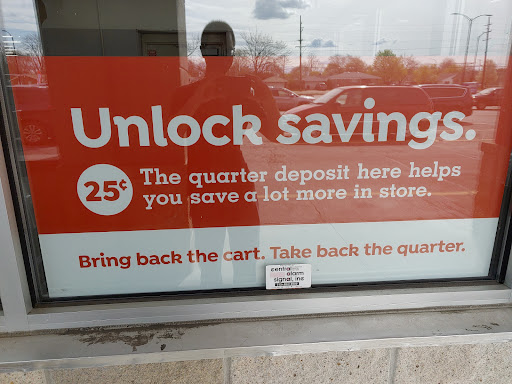 Unlock savings.
25¢
The quarter deposit here helps
you save a lot more in store.
Bring back the cart. Take back the quarter.
central
alarm
signal, inc